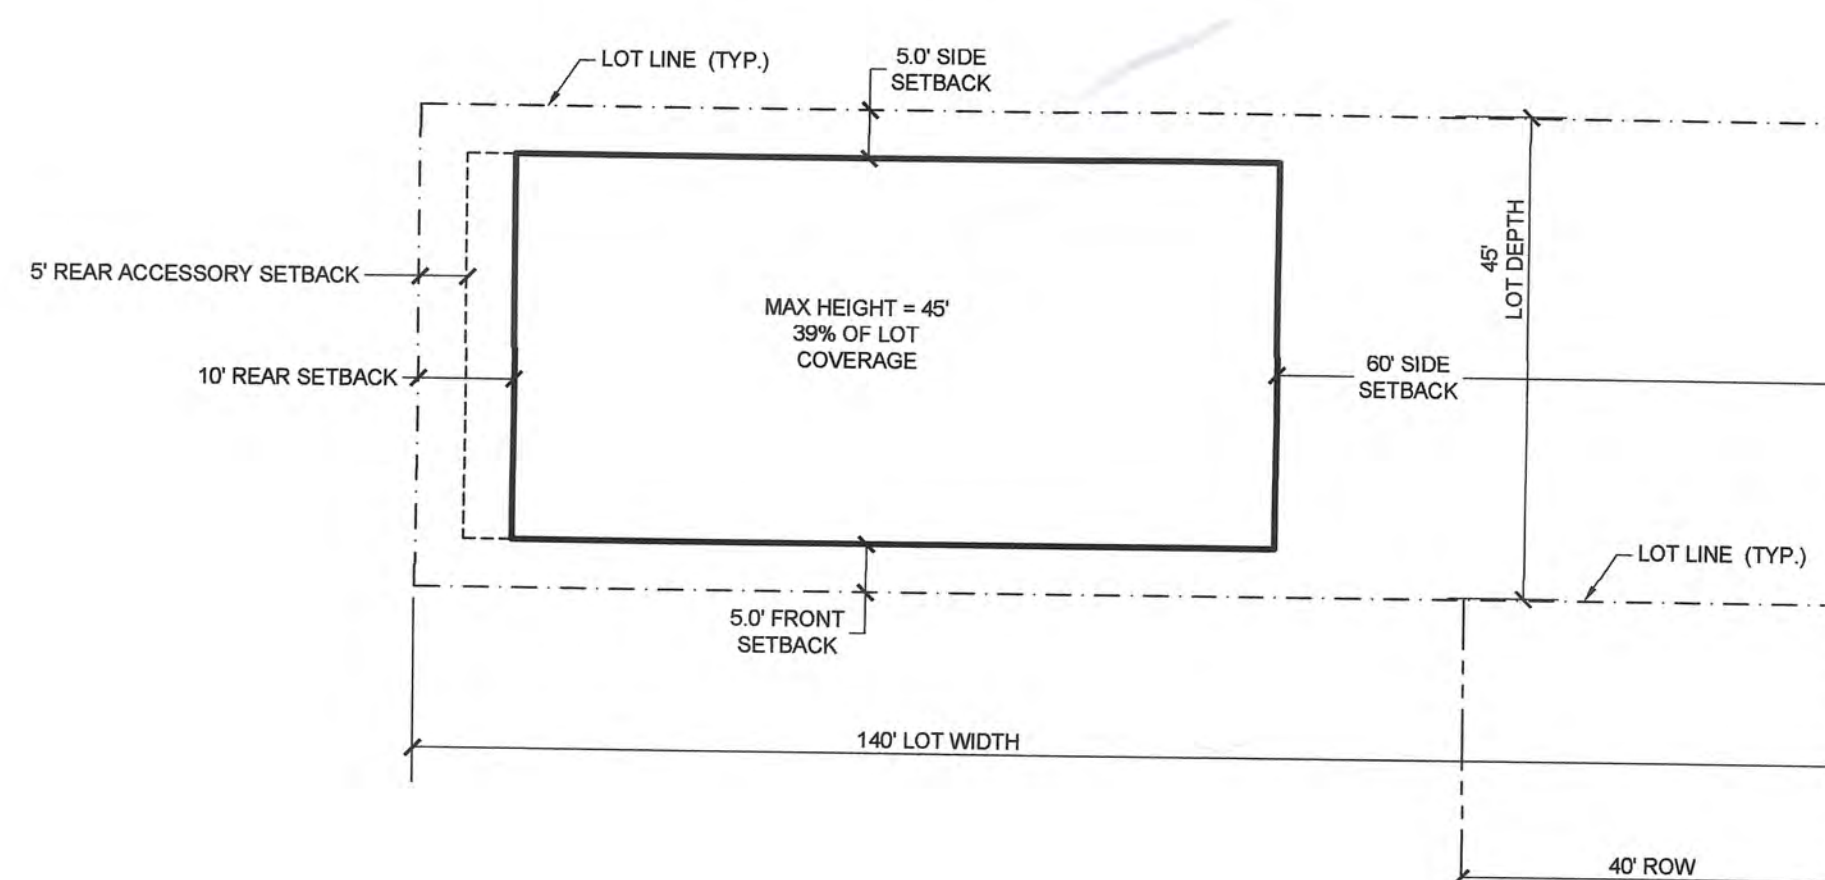 LOT LINE (TYP.)
5.0' SIDE
SETBACK
45'
LOT DEPTH
5' REAR ACCESSORY SETBACK
MAX HEIGHT = 45'
39% OF LOT
COVERAGE
10' REAR SETBACK
60' SIDE
SETBACK
LOT LINE (TYP.)
5.0' FRONT
SETBACK
140' LOT WIDTH
40' ROW